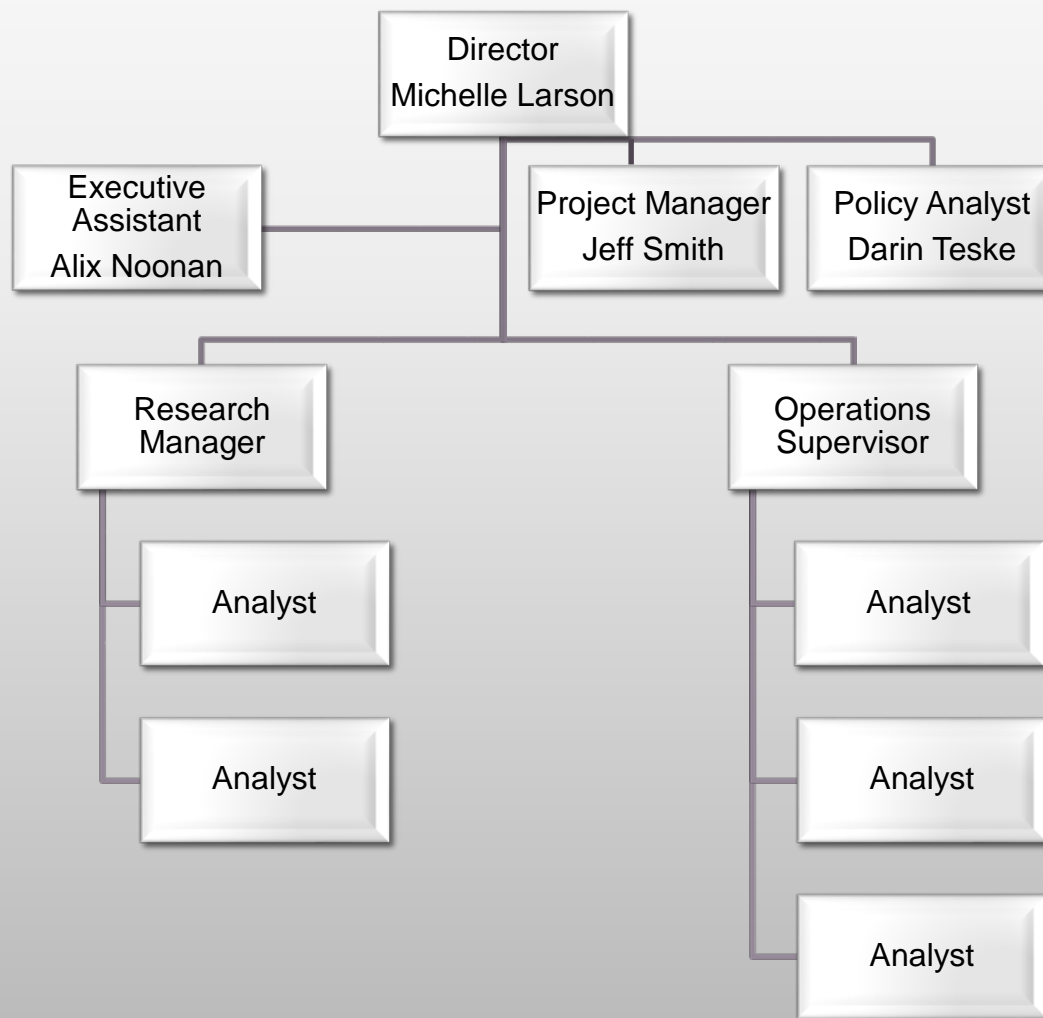 Director
Michelle Larson
Executive
Assistant
Alix Noonan
Project Manager
Jeff Smith
Policy Analyst
Darin Teske
Research
Manager
Operations
Supervisor
Analyst
Analyst
Analyst
Analyst
Analyst